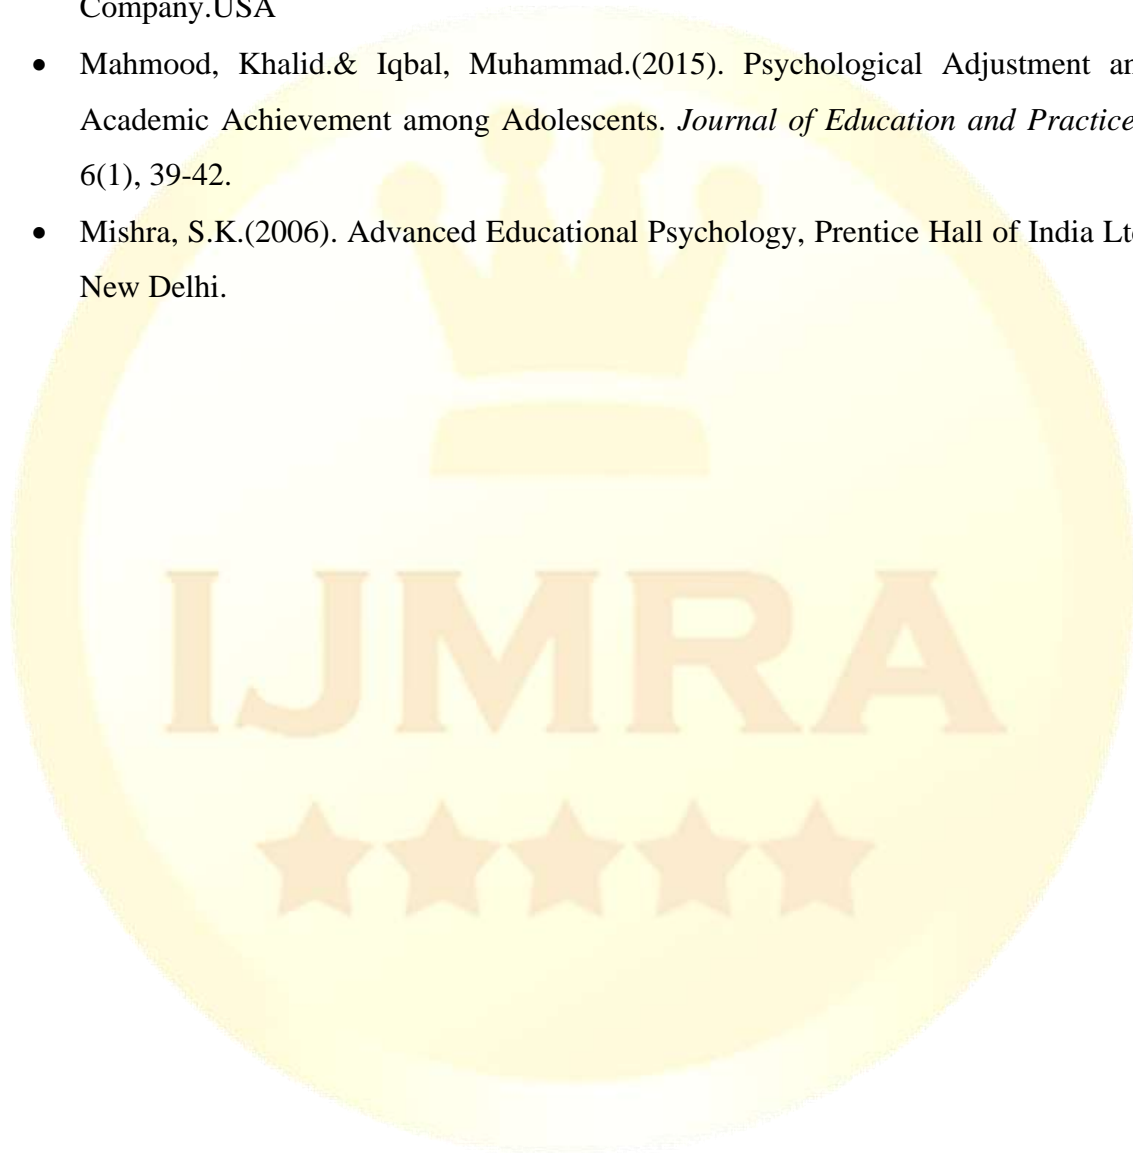 Company.USA
• Mahmood, Khalid.& Iqbal, Muhammad.(2015). Psychological Adjustment an
Academic Achievement among Adolescents. Journal of Education and Practice
6(1), 39-42.
• Mishra, S.K.(2006). Advanced Educational Psychology, Prentice Hall of India Lt
New Delhi.
IJMRA